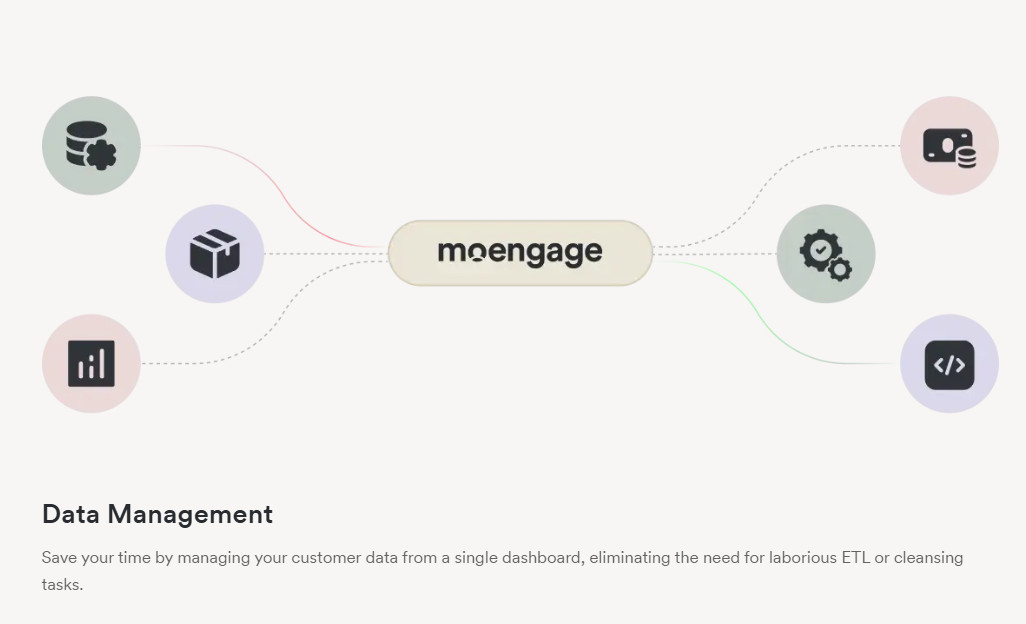 moengage
</>
Data Management
Save your time by managing your customer data from a single dashboard, eliminating the need for laborious ETL or cleansing
tasks.